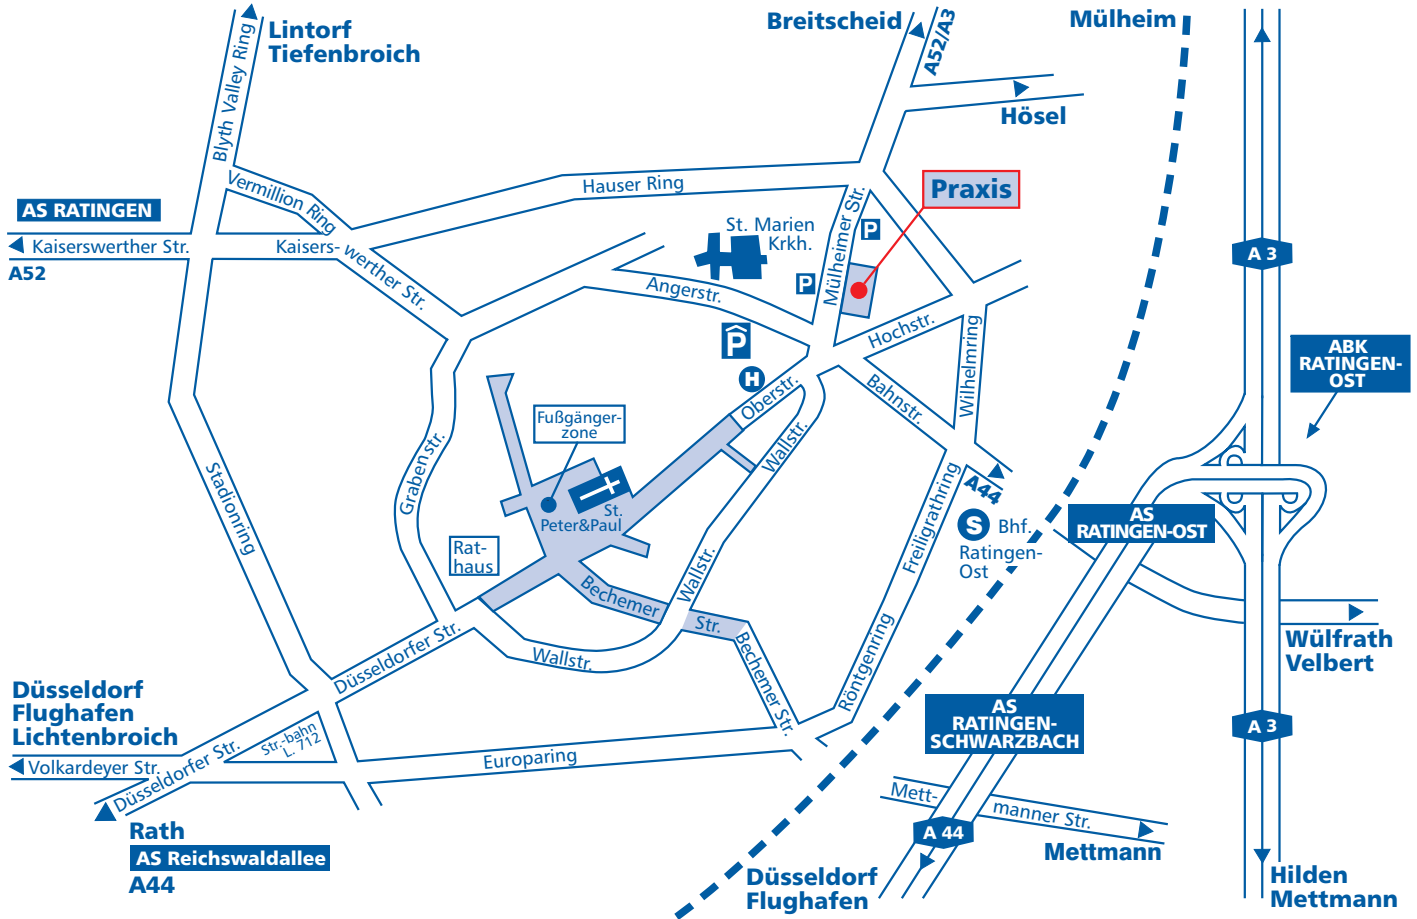 Lintorf
Tiefenbroich
Blyth Valley Ring
Breitscheid
A52/A3
Mülheim
Hösel
Vermillion Ring
Hauser Ring
Praxis
AS RATINGEN
Kaiserswerther Str.
A52
Kaisers-
werther Str.
St. Marien
Krkh.
P
P
Mülheimer Str.
A 3
Angerstr.
P
H
Hochstr.
Wilhelmring
Bahnstr.
Oberstr.
ABK
RATINGEN-
OST
Fußgänger-
zone
Wallstr.
Grabenstr.
Stadionring
St.
Peter&Paul
Rat-
haus
A44
S Bhf.
Ratingen-
Ost
Freiligrathring
AS
RATINGEN-OST
Wallstr.
Bechemer
Str.
Bechemer Str.
Wallstr.
Düsseldorfer Str.
Röntgenring
Wülfrath
Velbert
Düsseldorf
Flughafen
Lichtenbroich
Volkardeyer Str.
Düsseldorfer Str.
Str.-bahn
L. 712
Europaring
AS
RATINGEN-
SCHWARZBACH
A 3
Mett-
manner Str.
A 44
Mettmann
Rath
AS Reichswaldallee
A44
Düsseldorf
Flughafen
Hilden
Mettmann